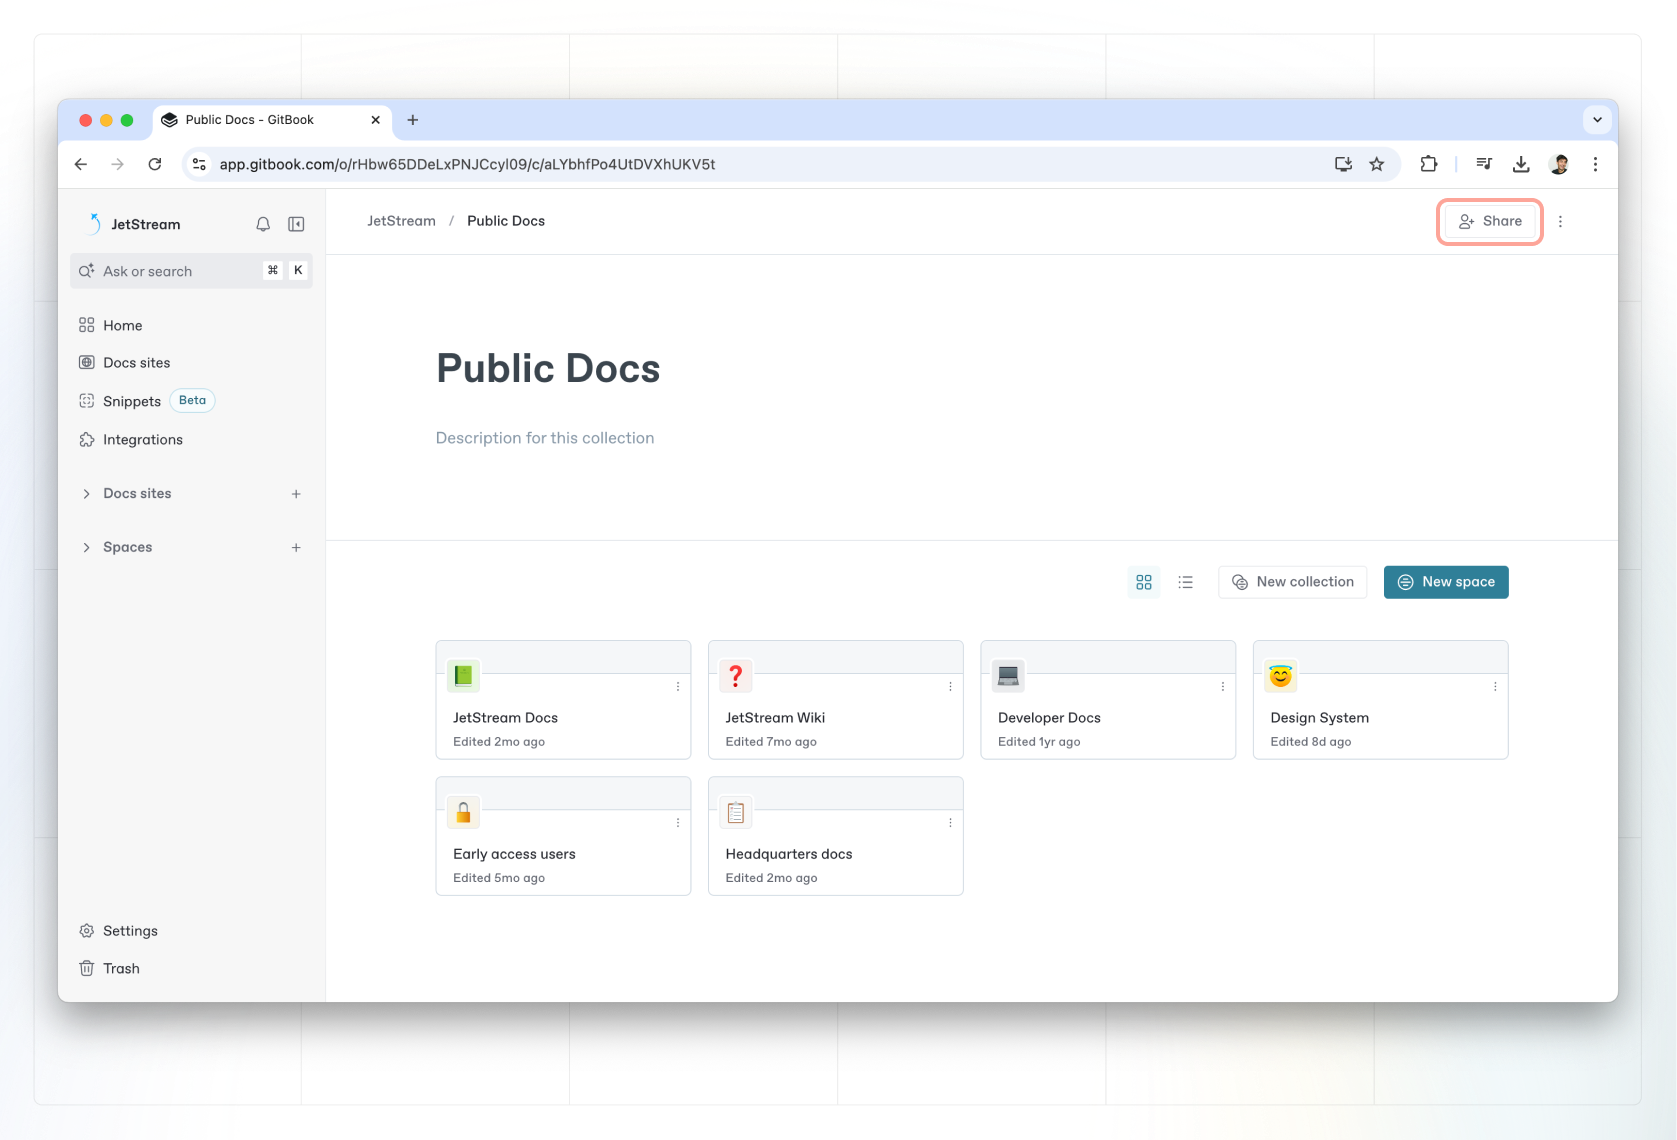 Public Docs - GitBook
app.gitbook.com/o/rHbw65DDeLxPNJCcyl09/c/aLYbhfPo4UtDVXhUKV5t
JetStream
Ask or search ⌘ K
Home
Docs sites
Snippets Beta
Integrations
Docs sites
Spaces
Settings
Trash
JetStream / Public Docs
Share
Public Docs
Description for this collection
New collection
New space
JetStream Docs
Edited 2mo ago
JetStream Wiki
Edited 7mo ago
Developer Docs
Edited 1yr ago
Design System
Edited 8d ago
Early access users
Edited 5mo ago
Headquarters docs
Edited 2mo ago